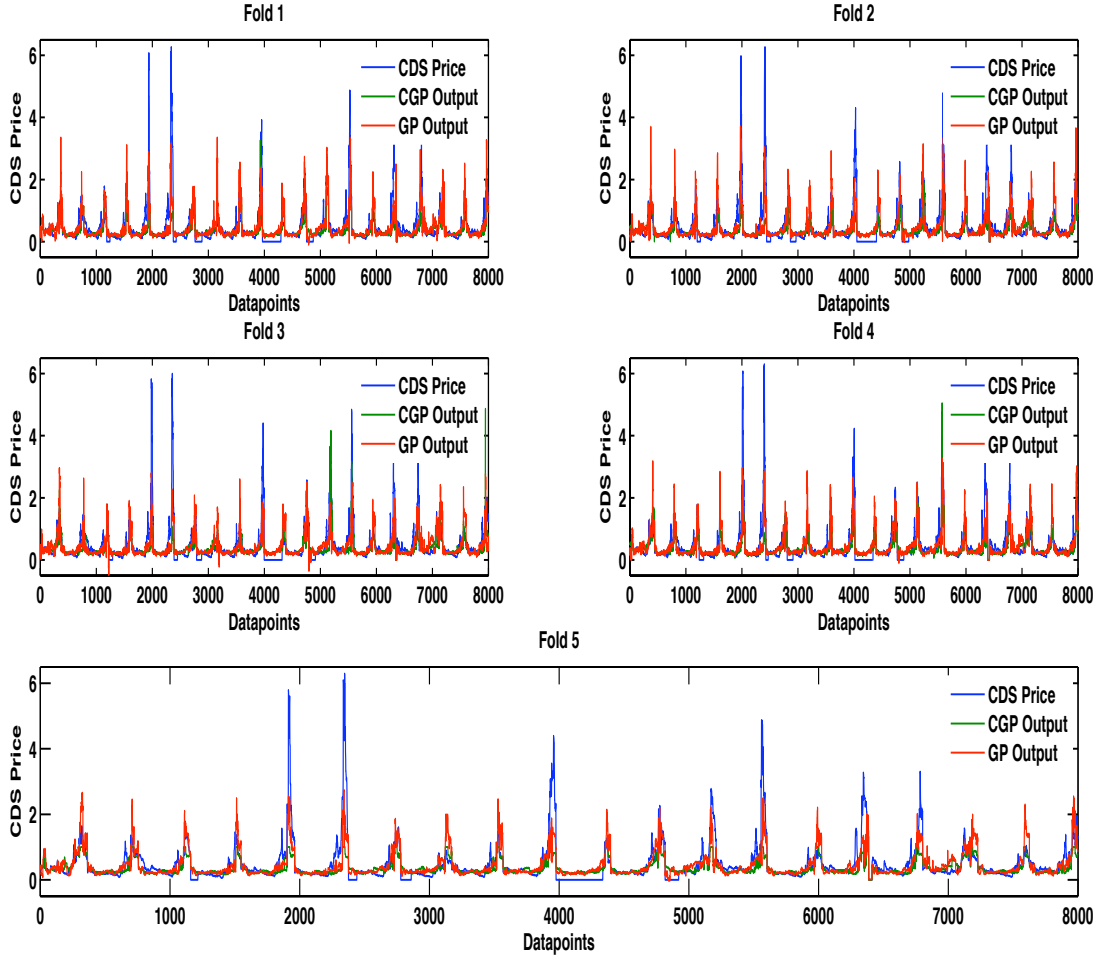 Fold 1
CDS Price
6
4
2
0
CDS Price
CGP Output
GP Output
0 1000 2000 3000 4000 5000 6000 7000 8000
Datapoints
Fold 2
CDS Price
6
4
2
0
CDS Price
CGP Output
GP Output
0 1000 2000 3000 4000 5000 6000 7000 8000
Datapoints
Fold 3
CDS Price
6
4
2
0
CDS Price
CGP Output
GP Output
0 1000 2000 3000 4000 5000 6000 7000 8000
Datapoints
Fold 4
CDS Price
6
4
2
0
CDS Price
CGP Output
GP Output
0 1000 2000 3000 4000 5000 6000 7000 8000
Datapoints
Fold 5
CDS Price
6
4
2
0
CDS Price
CGP Output
GP Output
0 1000 2000 3000 4000 5000 6000 7000 8000
Datapoints